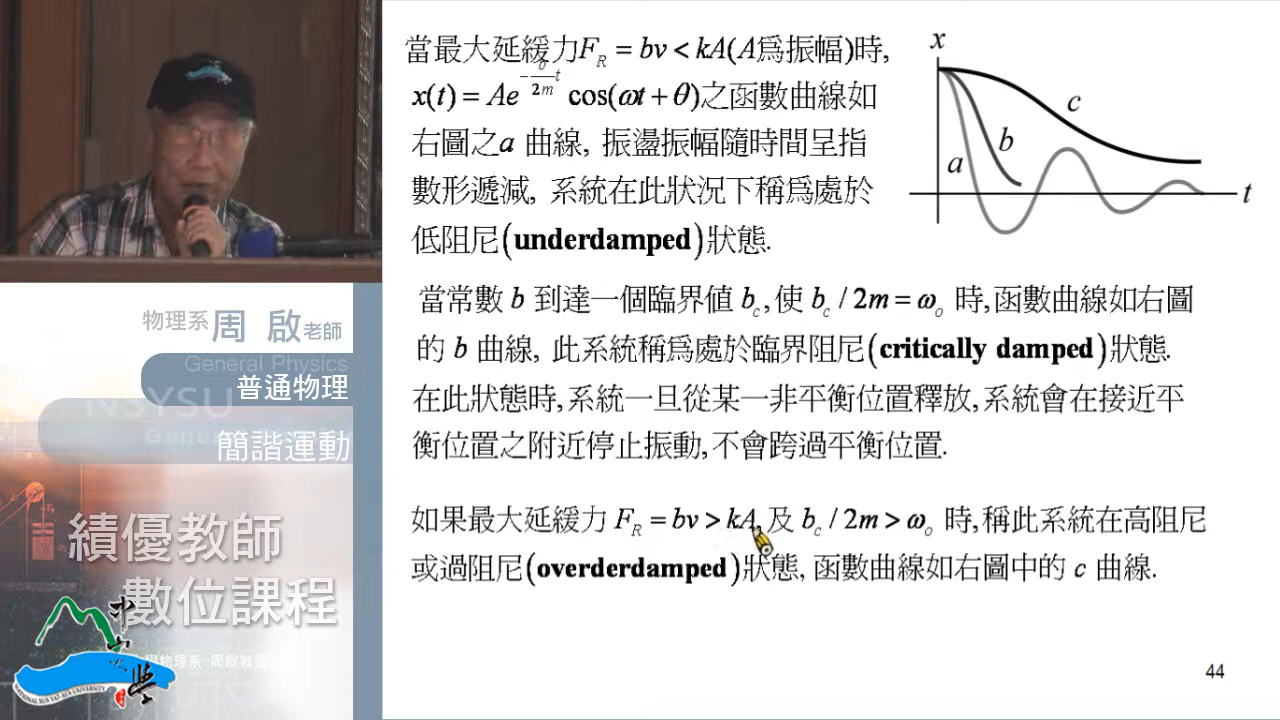 當最大延緩力F_R = bv < kA(A為振幅)時,
x(t) = Ae^{-\frac{b}{2m}t} cos(ωt + θ)之函數曲線如
右圖之a 曲線, 振盪振幅隨時間呈指
數形遞減, 系統在此狀況下稱為處於
低阻尼(underdamped)狀態.
x
c
b
a
t
當常數 b 到達一個臨界值 b_c, 使 b_c / 2m = ω_o 時, 函數曲線如右圖
的 b 曲線, 此系統稱為處於臨界阻尼(critically damped)狀態.
在此狀態時, 系統一旦從某一非平衡位置釋放, 系統會在接近平
衡位置之附近停止振動, 不會跨過平衡位置.
如果最大延緩力 F_R = bv > kA, 及 b_c / 2m > ω_o 時, 稱此系統在高阻尼
或過阻尼(overderdamped)狀態, 函數曲線如右圖中的 c 曲線.
44
物理系周 啟老師
General Physics
普通物理
NSYSU
簡諧運動
績優教師
數位課程
NATIONAL SUN YAT-SEN UNIVERSITY